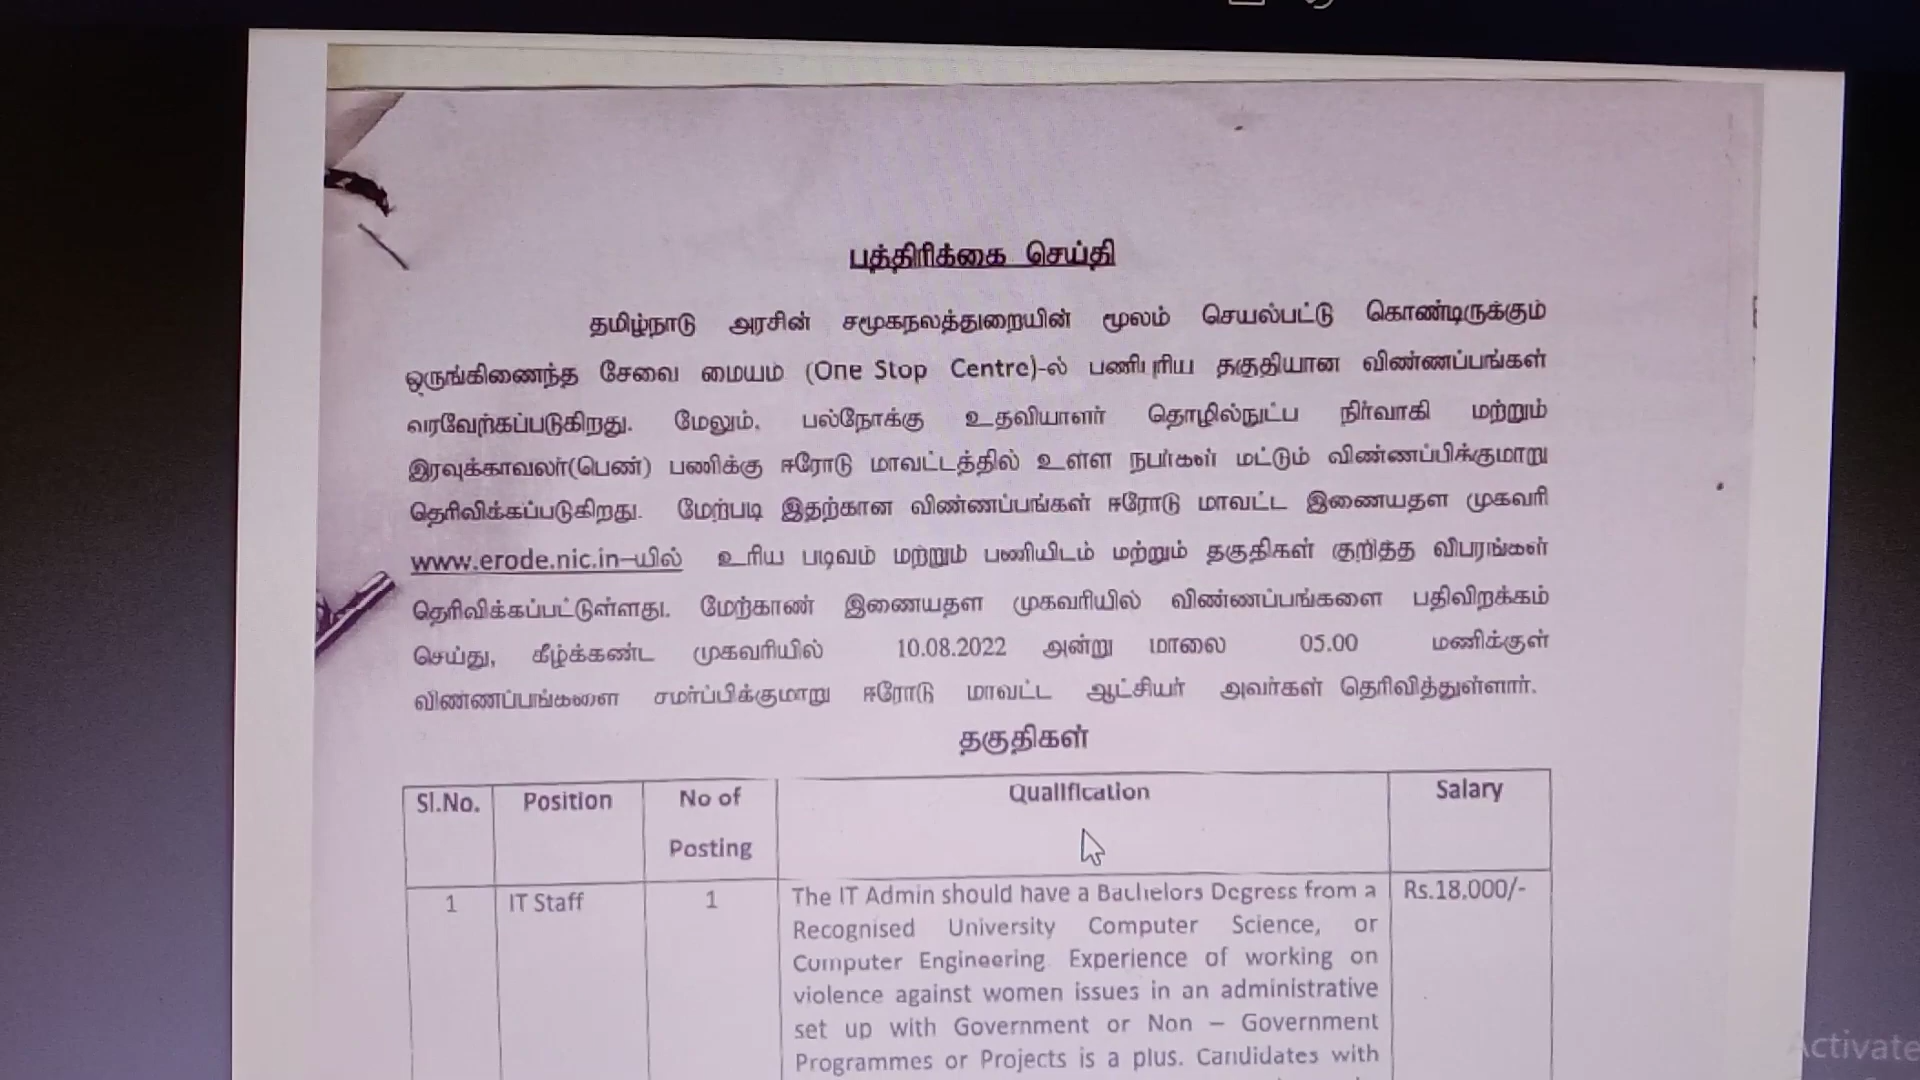 பத்திரிக்கை செய்தி
தமிழ்நாடு அரசின் சமூகநலத்துறையின் மூலம் செயல்பட்டு கொண்டிருக்கும்
ஒருங்கிணைந்த சேவை மையம் (One Stop Centre)-ல் பணிபுரிய தகுதியான விண்ணப்பங்கள்
வரவேற்கப்படுகிறது. மேலும், பல்நோக்கு உதவியாளர் தொழில்நுட்ப நிர்வாகி மற்றும்
இரவுக்காவலர்(பெண்) பணிக்கு ஈரோடு மாவட்டத்தில் உள்ள நபர்கள் மட்டும் விண்ணப்பிக்குமாறு
தெரிவிக்கப்படுகிறது. மேற்படி இதற்கான விண்ணப்பங்கள் ஈரோடு மாவட்ட இணையதள முகவரி
www.erode.nic.in-யில் உரிய படிவம் மற்றும் பணியிடம் மற்றும் தகுதிகள் குறித்த விபரங்கள்
தெரிவிக்கப்பட்டுள்ளது. மேற்காண் இணையதள முகவரியில் விண்ணப்பங்களை பதிவிறக்கம்
செய்து, கீழ்க்கண்ட முகவரியில் 10.08.2022 அன்று மாலை 05.00 மணிக்குள்
விண்ணப்பங்களை சமர்ப்பிக்குமாறு ஈரோடு மாவட்ட ஆட்சியர் அவர்கள் தெரிவித்துள்ளார்.
தகுதிகள்
Sl.No. Position No of Posting Qualification Salary
1 IT Staff 1 The IT Admin should have a Bachelors Degress from a Rs.18,000/-
Recognised University Computer Science, or
Computer Engineering. Experience of working on
violence against women issues in an administrative
set up with Government or Non – Government
Programmes or Projects is a plus. Candidates with
Activate